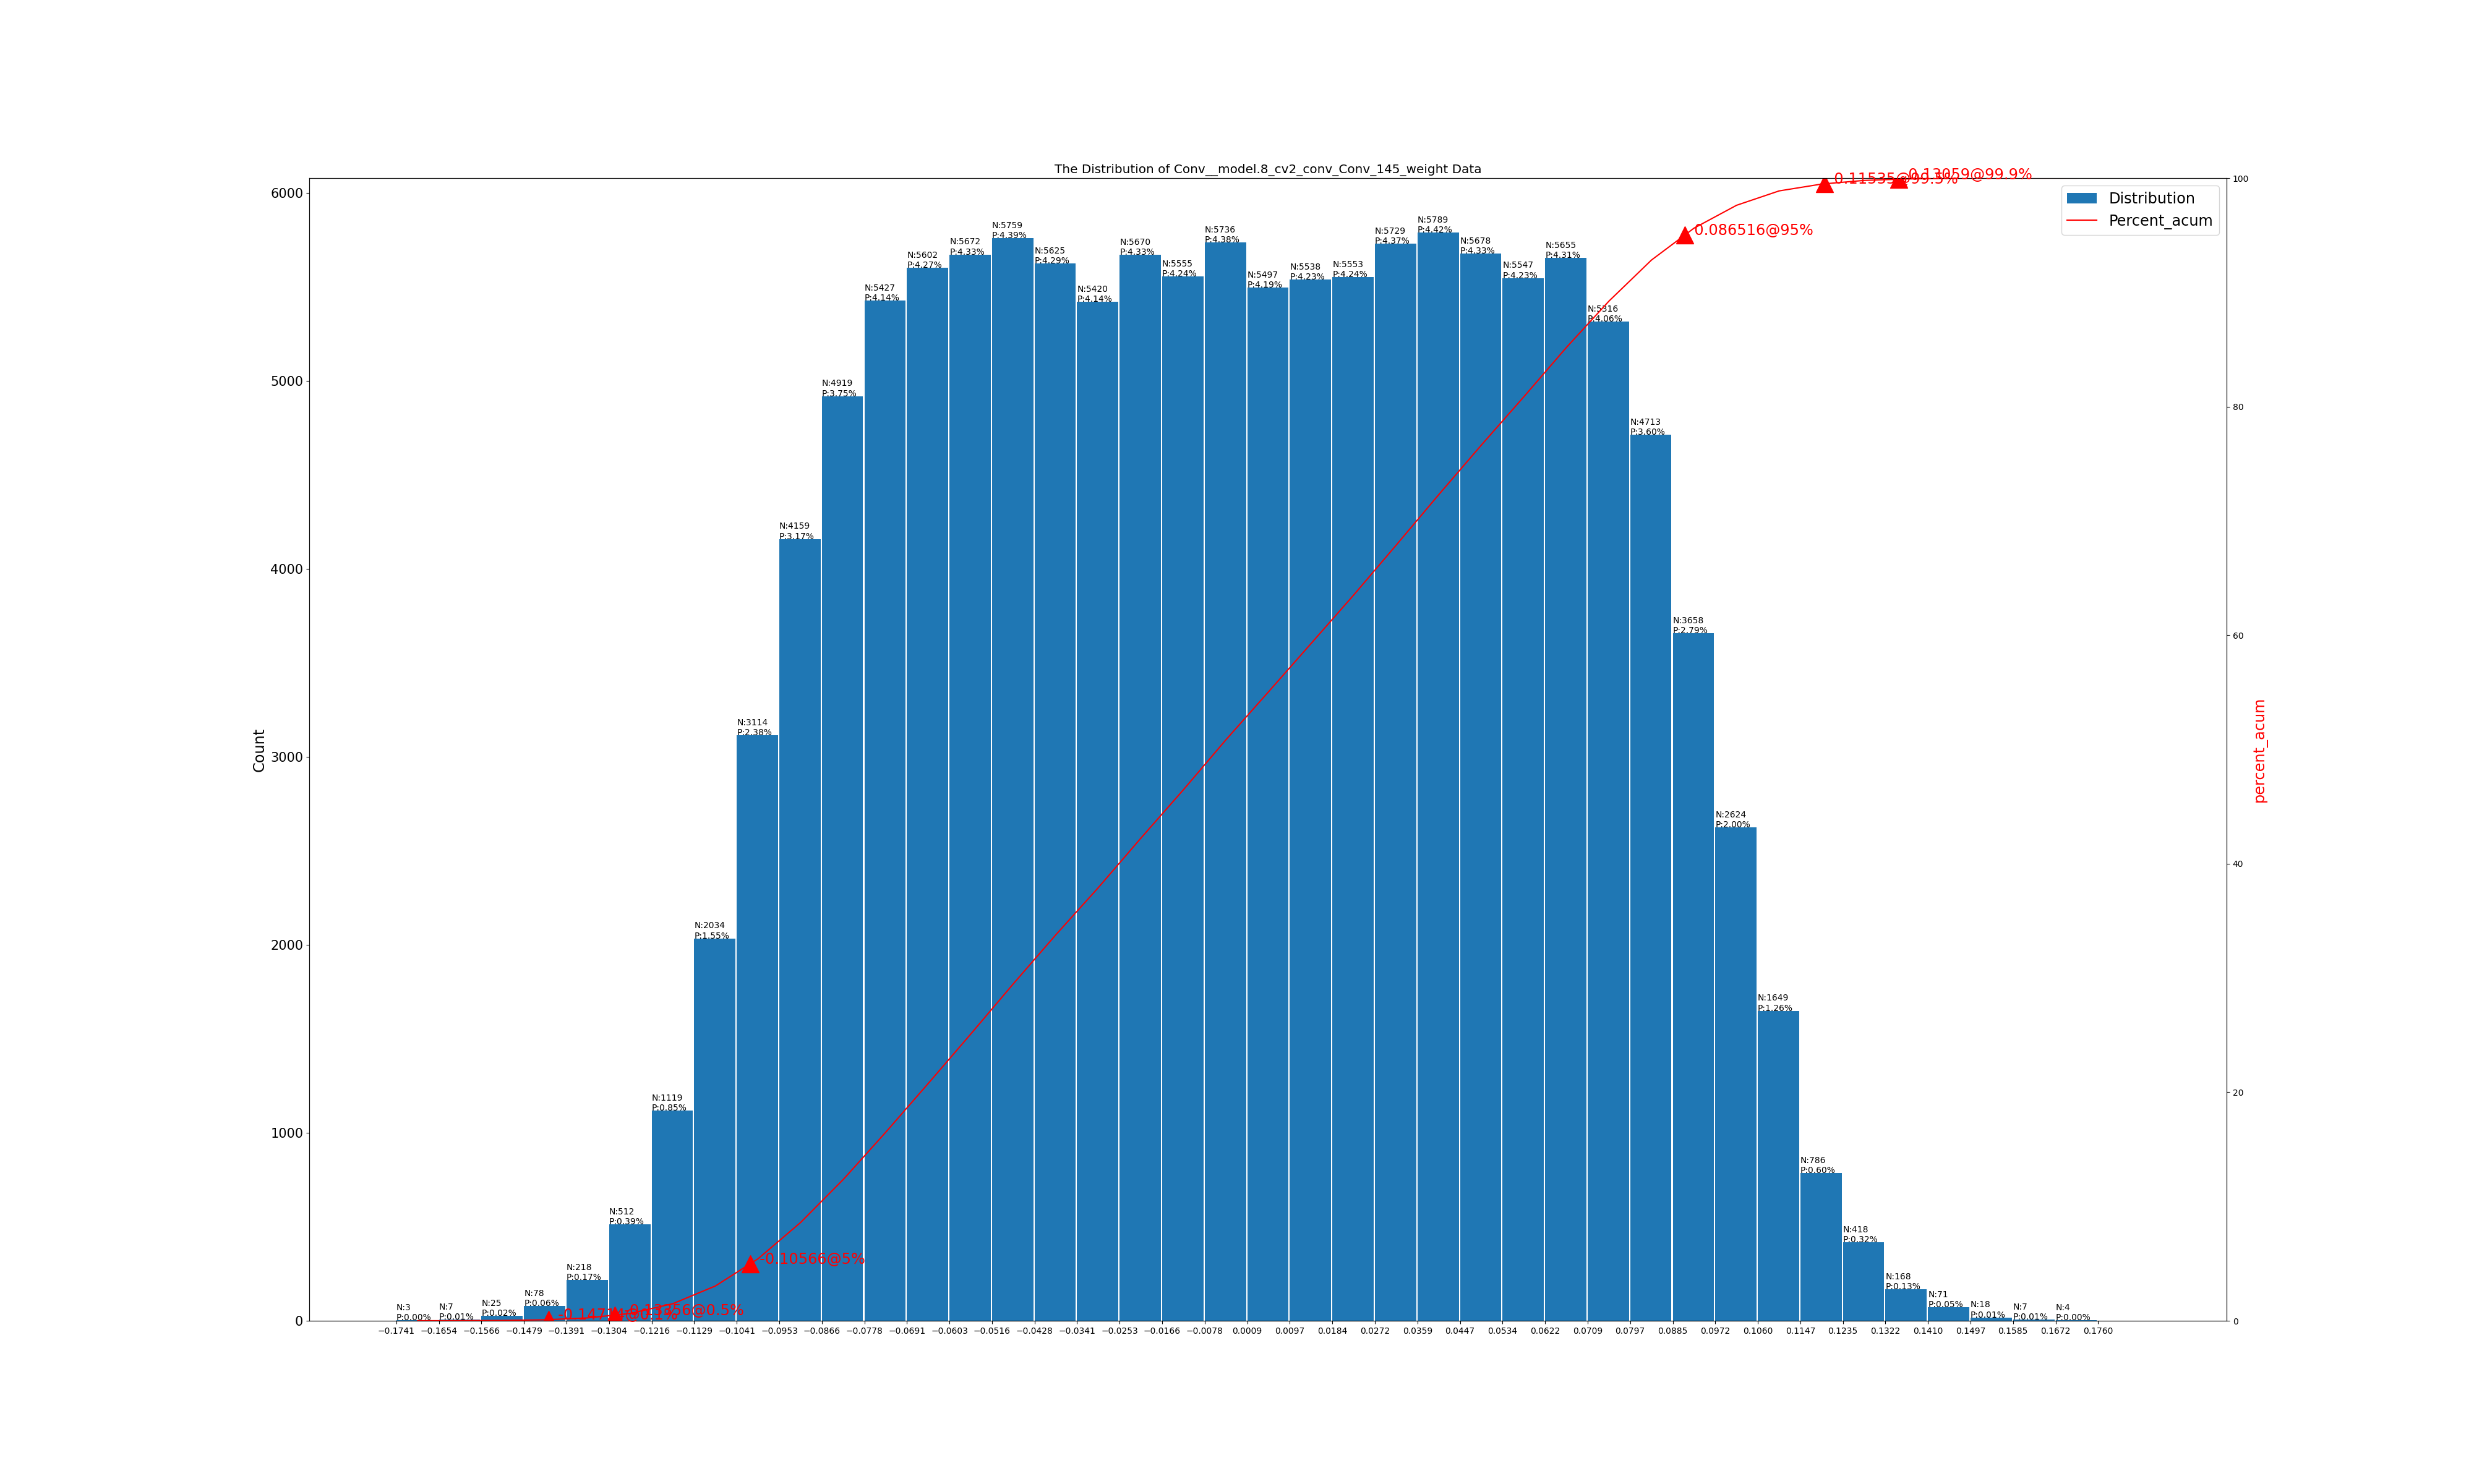 The Distribution of Conv__model.8_cv2_conv_Conv_145_weight Data
Distribution
Percent_acum
Count
percent_acum
6000
5000
4000
3000
2000
1000
0
100
80
60
40
20
0
N:3
P:0.00%
N:7
P:0.01%
N:25
P:0.02%
N:78
P:0.06%
N:218
P:0.17%
N:512
P:0.39%
N:1119
P:0.85%
N:2034
P:1.55%
N:3114
P:2.38%
N:4159
P:3.17%
N:4919
P:3.75%
N:5427
P:4.14%
N:5602
P:4.27%
N:5672
P:4.33%
N:5759
P:4.39%
N:5625
P:4.29%
N:5420
P:4.14%
N:5670
P:4.33%
N:5555
P:4.24%
N:5736
P:4.38%
N:5497
P:4.19%
N:5538
P:4.23%
N:5553
P:4.24%
N:5729
P:4.37%
N:5789
P:4.42%
N:5678
P:4.33%
N:5547
P:4.23%
N:5655
P:4.31%
N:5316
P:4.06%
N:4713
P:3.60%
N:3658
P:2.79%
N:2624
P:2.00%
N:1649
P:1.26%
N:786
P:0.60%
N:418
P:0.32%
N:168
P:0.13%
N:71
P:0.05%
N:18
P:0.01%
N:7
P:0.01%
N:4
P:0.00%
-0.13356@0.5%
-0.10566@5%
0.086516@95%
0.11535@99.5%
0.13059@99.9%
−0.1741
−0.1654
−0.1566
−0.1479
−0.1391
−0.1304
−0.1216
−0.1129
−0.1041
−0.0953
−0.0866
−0.0778
−0.0691
−0.0603
−0.0516
−0.0428
−0.0341
−0.0253
−0.0166
−0.0078
0.0009
0.0097
0.0184
0.0272
0.0359
0.0447
0.0534
0.0622
0.0709
0.0797
0.0885
0.0972
0.1060
0.1147
0.1235
0.1322
0.1410
0.1497
0.1585
0.1672
0.1760